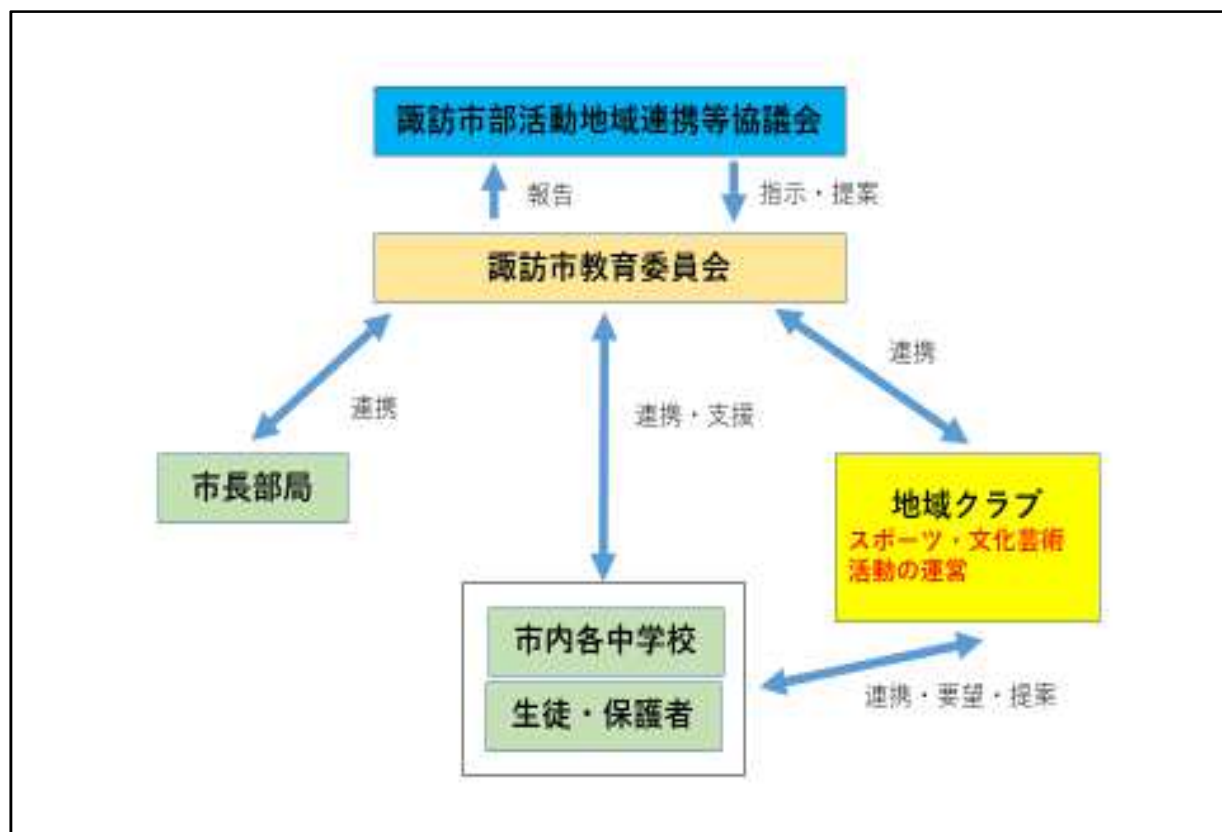 諏訪市部活動地域連携等協議会
報告
指示・提案
諏訪市教育委員会
連携
連携・支援
連携
市長部局
地域クラブ
スポーツ・文化芸術
活動の運営
市内各中学校
生徒・保護者
連携・要望・提案